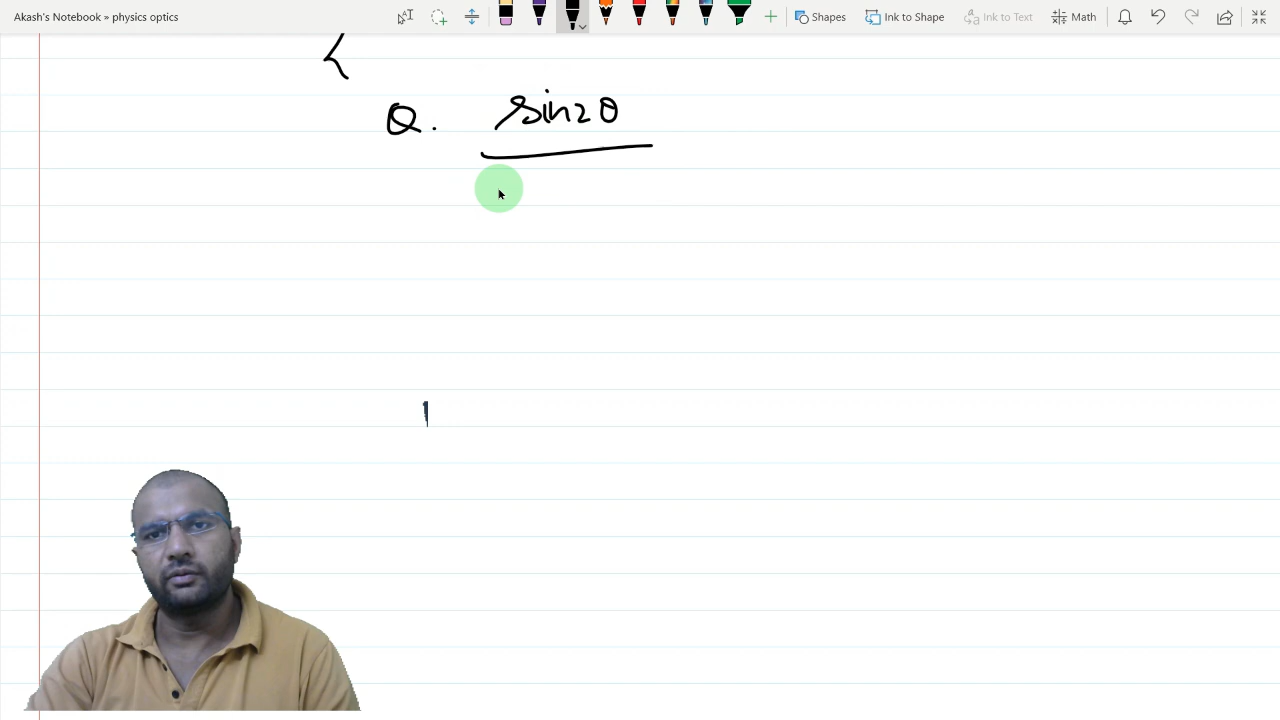 Akash's Notebook » physics optics
Shapes
Ink to Shape
Ink to Text
Math
Q. sin2θ